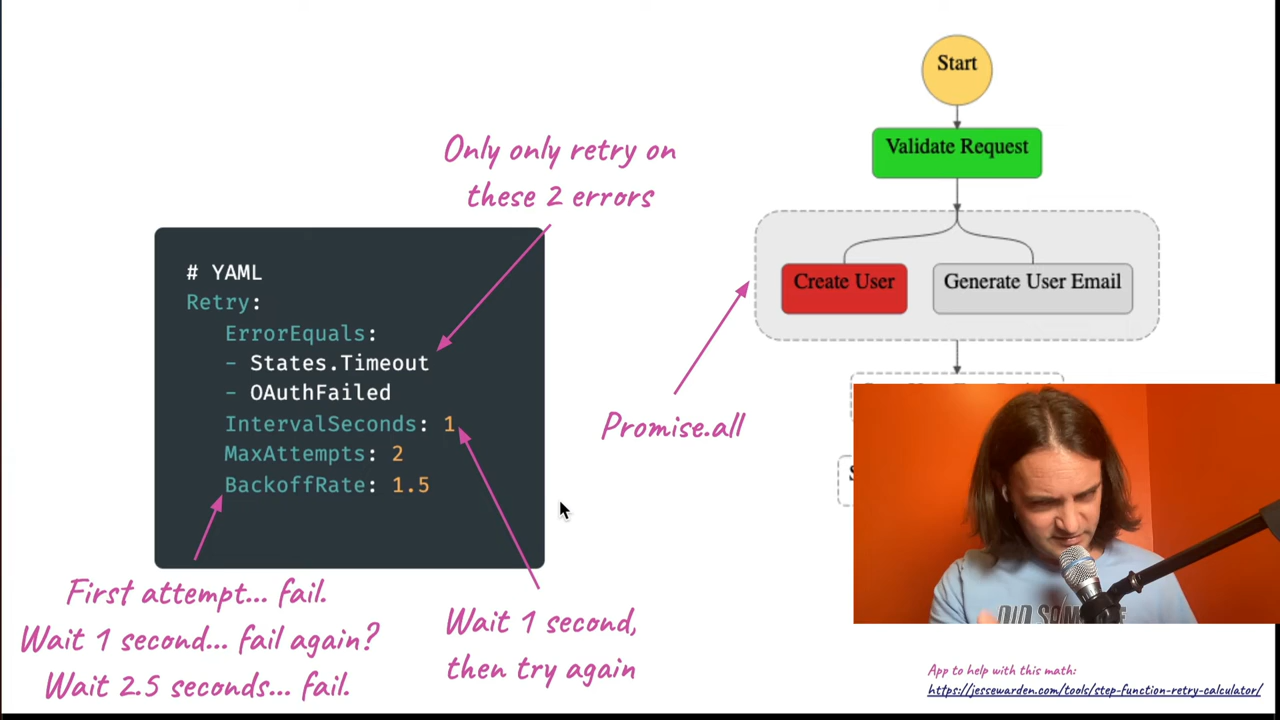 Only only retry on
these 2 errors
# YAML
Retry:
ErrorEquals:
- States.Timeout
- OAuthFailed
IntervalSeconds: 1
MaxAttempts: 2
BackoffRate: 1.5
First attempt... fail.
Wait 1 second... fail again?
Wait 2.5 seconds... fail.
Wait 1 second,
then try again
Promise.all
Start
Validate Request
Create User
Generate User Email
App to help with this math:
https://jessewarden.com/tools/step-function-retry-calculator/